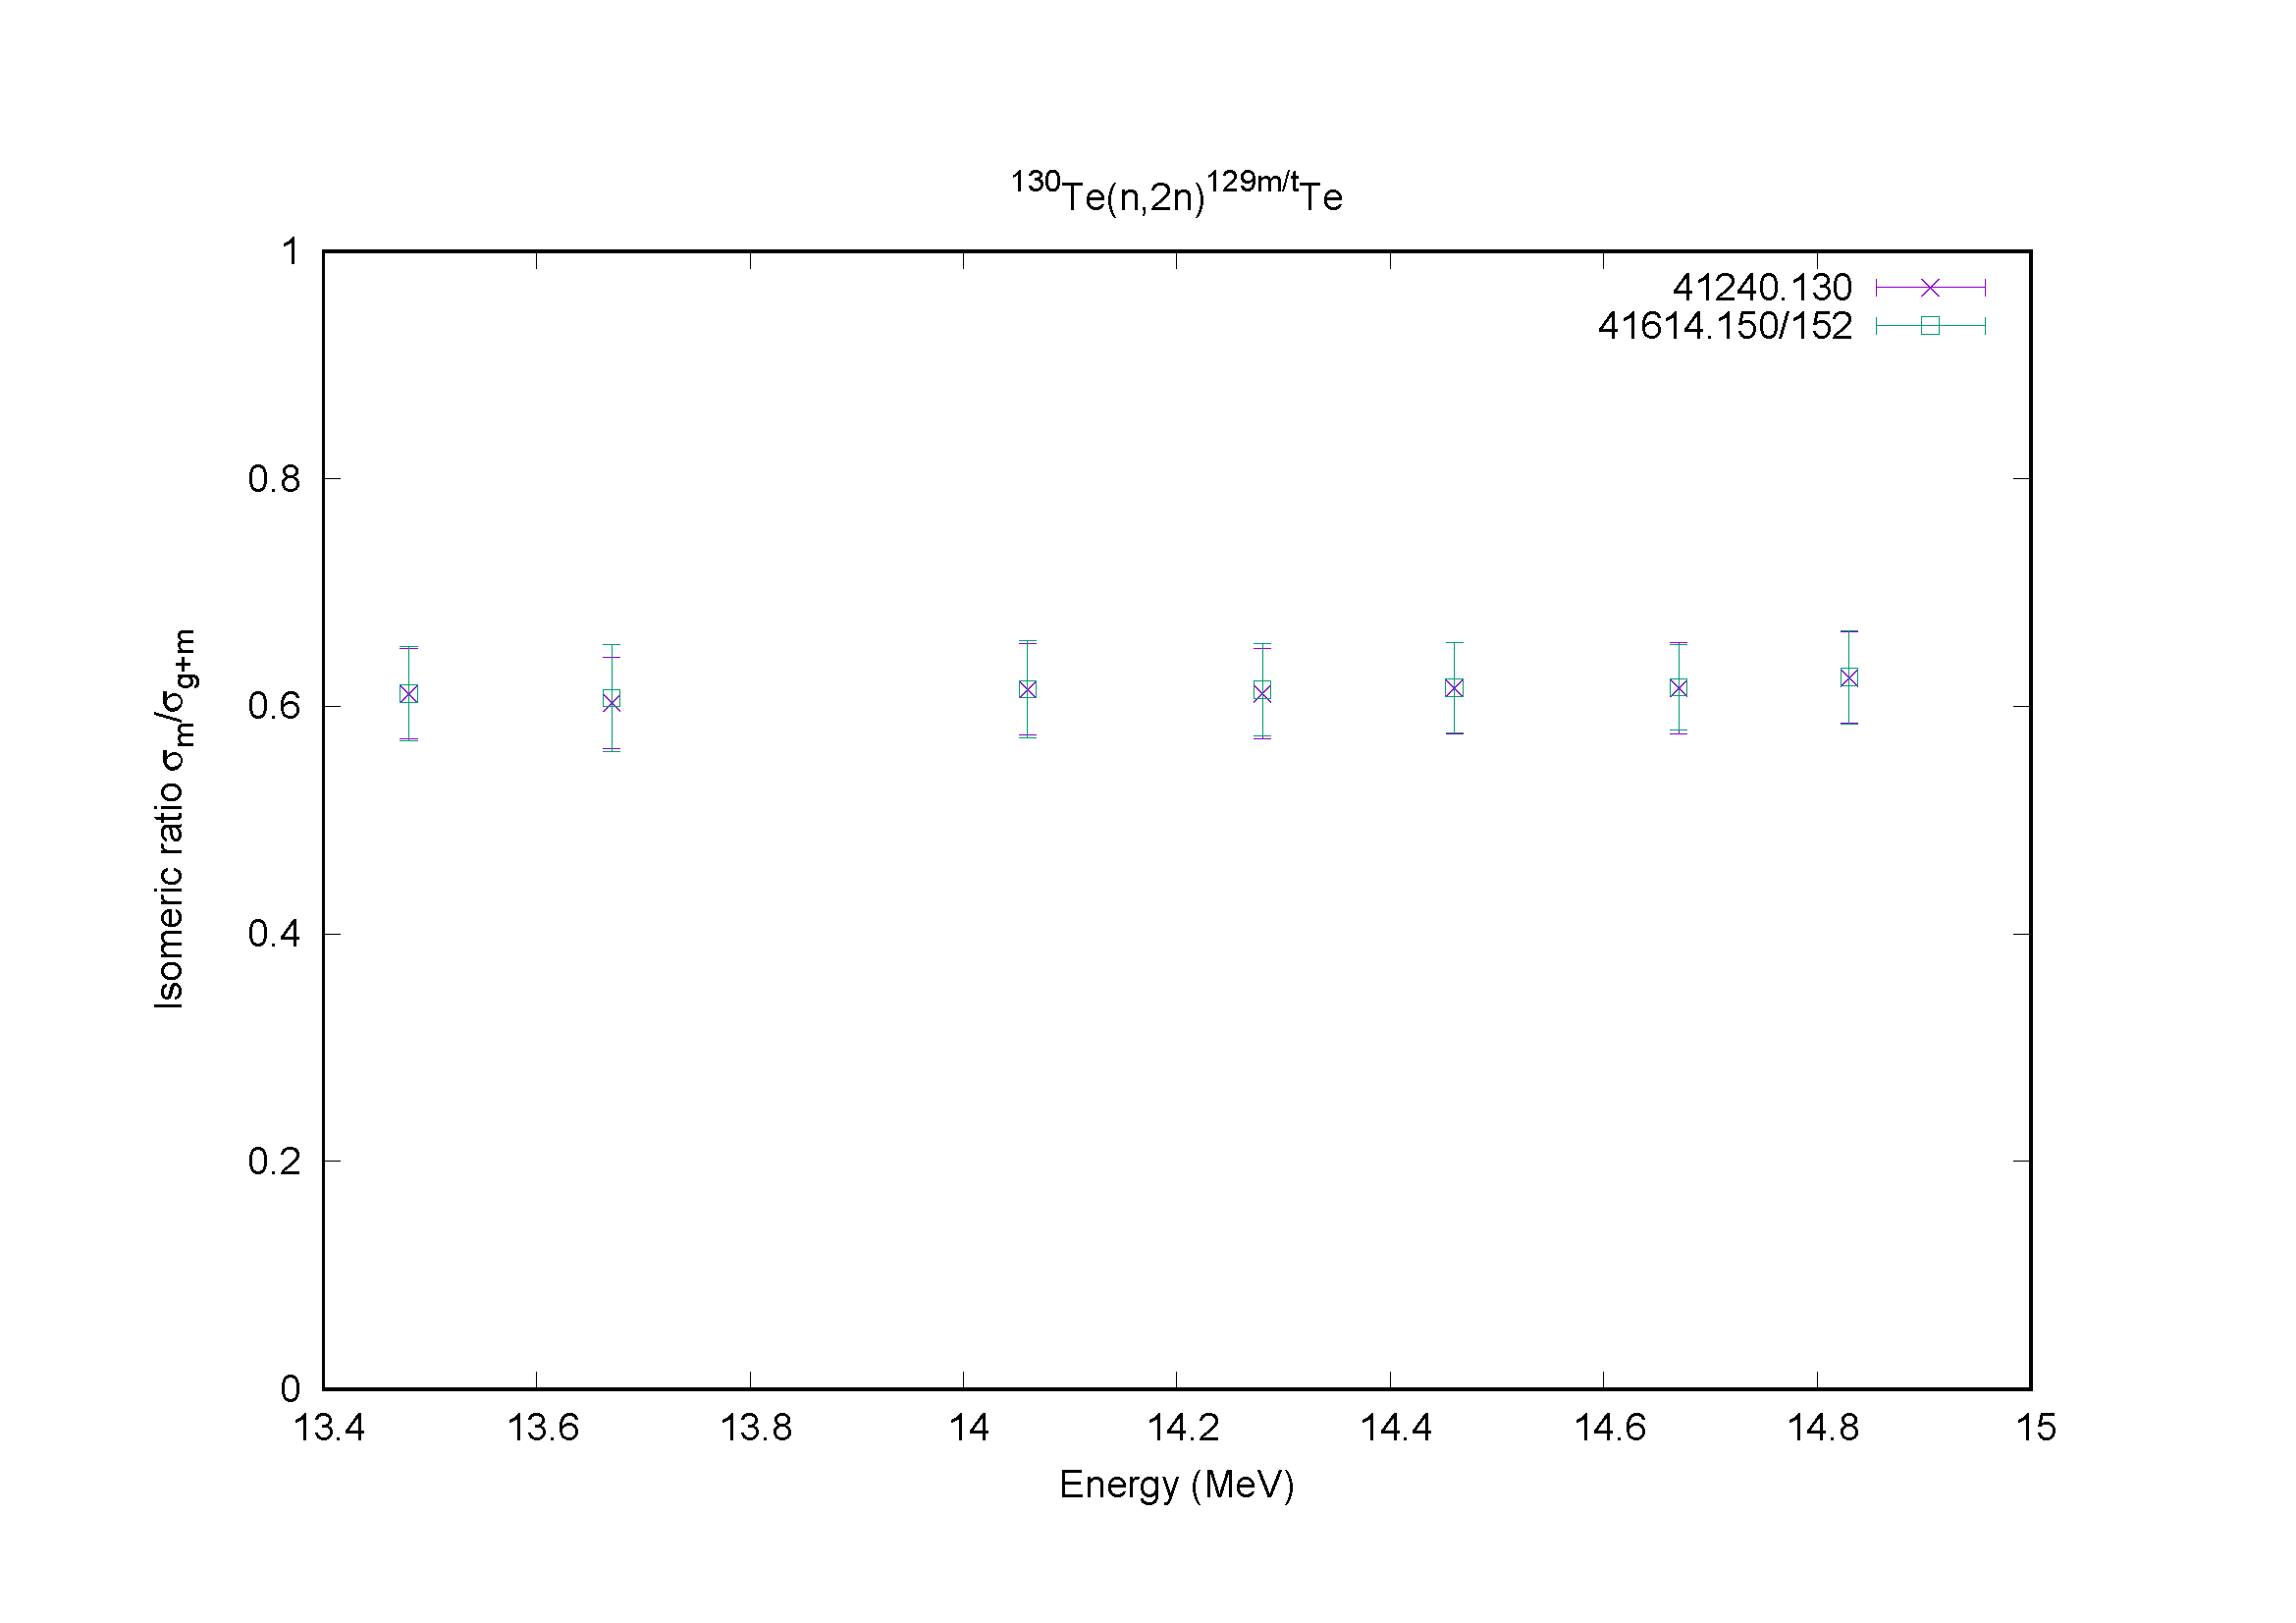 ¹³⁰Te(n,2n)¹²⁹ᵐ/ᵗTe
41240.130
41614.150/152
1
0.8
0.6
0.4
0.2
0
Isomeric ratio σm/σg+m
13.4 13.6 13.8 14 14.2 14.4 14.6 14.8 15
Energy (MeV)